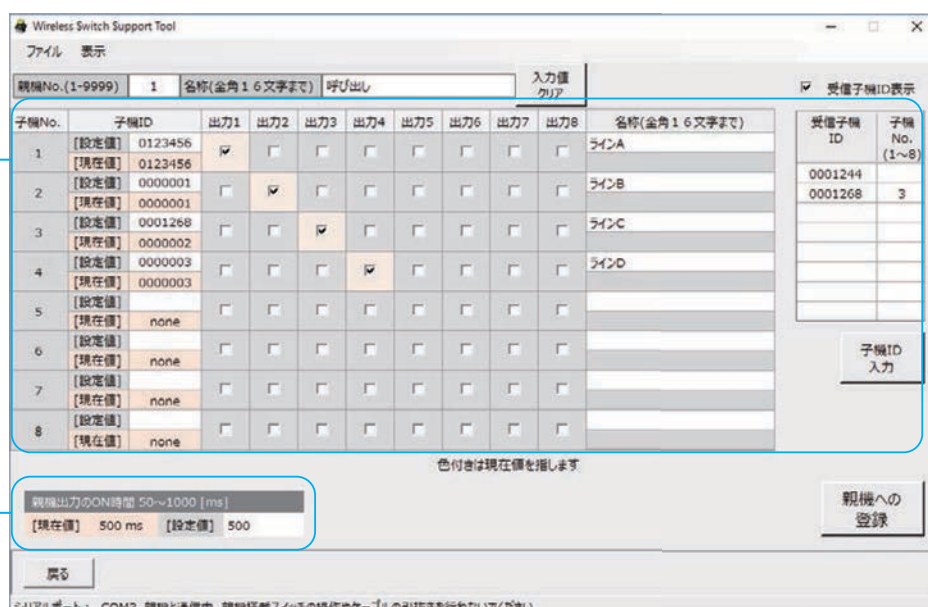 Wireless Switch Support Tool
ファイル 表示
親機No.(1-9999) 1 名称(全角16文字まで) 呼び出し 入力値クリア
受信子機ID表示
子機No. 子機ID 出力1 出力2 出力3 出力4 出力5 出力6 出力7 出力8 名称(全角16文字まで)
1 [設定値] 0123456 ラインA
[現在値] 0123456
2 [設定値] 0000001 ラインB
[現在値] 0000001
3 [設定値] 0001268 ラインC
[現在値] 0000002
4 [設定値] 0000003 ラインD
[現在値] 0000003
5 [設定値]
[現在値] none
6 [設定値]
[現在値] none
7 [設定値]
[現在値] none
8 [設定値]
[現在値] none
受信子機ID 子機No.(1~8)
0001244
0001268 3
子機ID
入力
色付きは現在値を指します
親機出力のON時間 50~1000 [ms]
[現在値] 500 ms [設定値] 500
親機への
登録
戻る